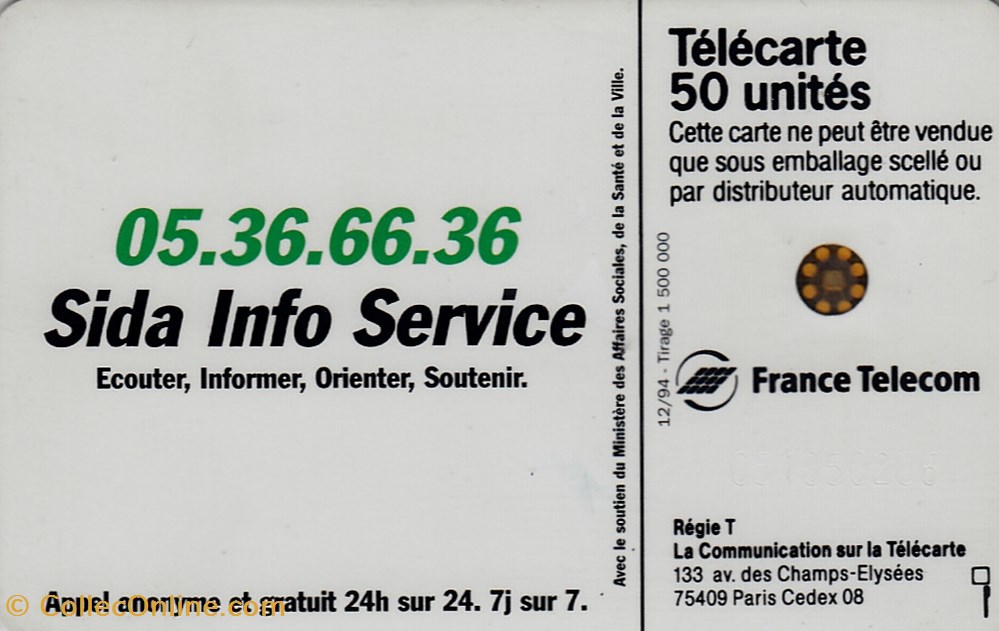 05.36.66.36
Sida Info Service
Ecouter, Informer, Orienter, Soutenir.
Appel anonyme et gratuit 24h sur 24. 7j sur 7.
© CollecOnline.com
Avec le soutien du Ministère des Affaires Sociales, de la Santé et de la Ville.
Télécarte
50 unités
Cette carte ne peut être vendue
que sous emballage scellé ou
par distributeur automatique.
12/94 - Tirage 1 500 000
France Telecom
Régie T
La Communication sur la Télécarte
133 av. des Champs-Elysées
75409 Paris Cedex 08